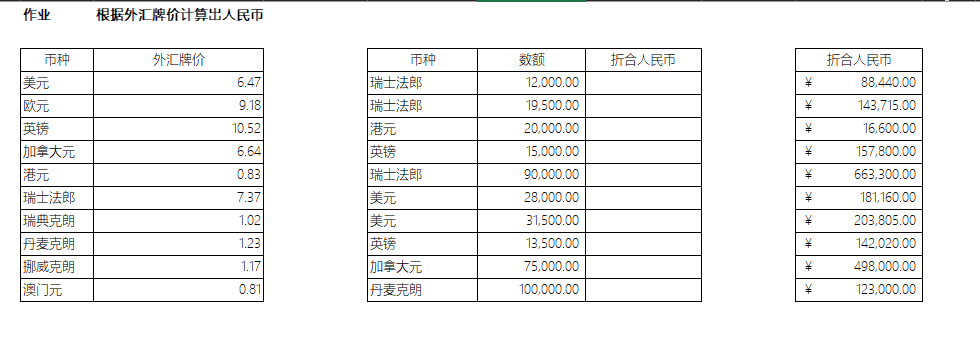 作业 根据外汇牌价计算出人民币
币种 外汇牌价 币种 数额 折合人民币 折合人民币
美元 6.47 瑞士法郎 12,000.00 ¥ 88,440.00
欧元 9.18 瑞士法郎 19,500.00 ¥ 143,715.00
英镑 10.52 港元 20,000.00 ¥ 16,600.00
加拿大元 6.64 英镑 15,000.00 ¥ 157,800.00
港元 0.83 瑞士法郎 90,000.00 ¥ 663,300.00
瑞士法郎 7.37 美元 28,000.00 ¥ 181,160.00
瑞典克朗 1.02 美元 31,500.00 ¥ 203,805.00
丹麦克朗 1.23 英镑 13,500.00 ¥ 142,020.00
挪威克朗 1.17 加拿大元 75,000.00 ¥ 498,000.00
澳门元 0.81 丹麦克朗 100,000.00 ¥ 123,000.00